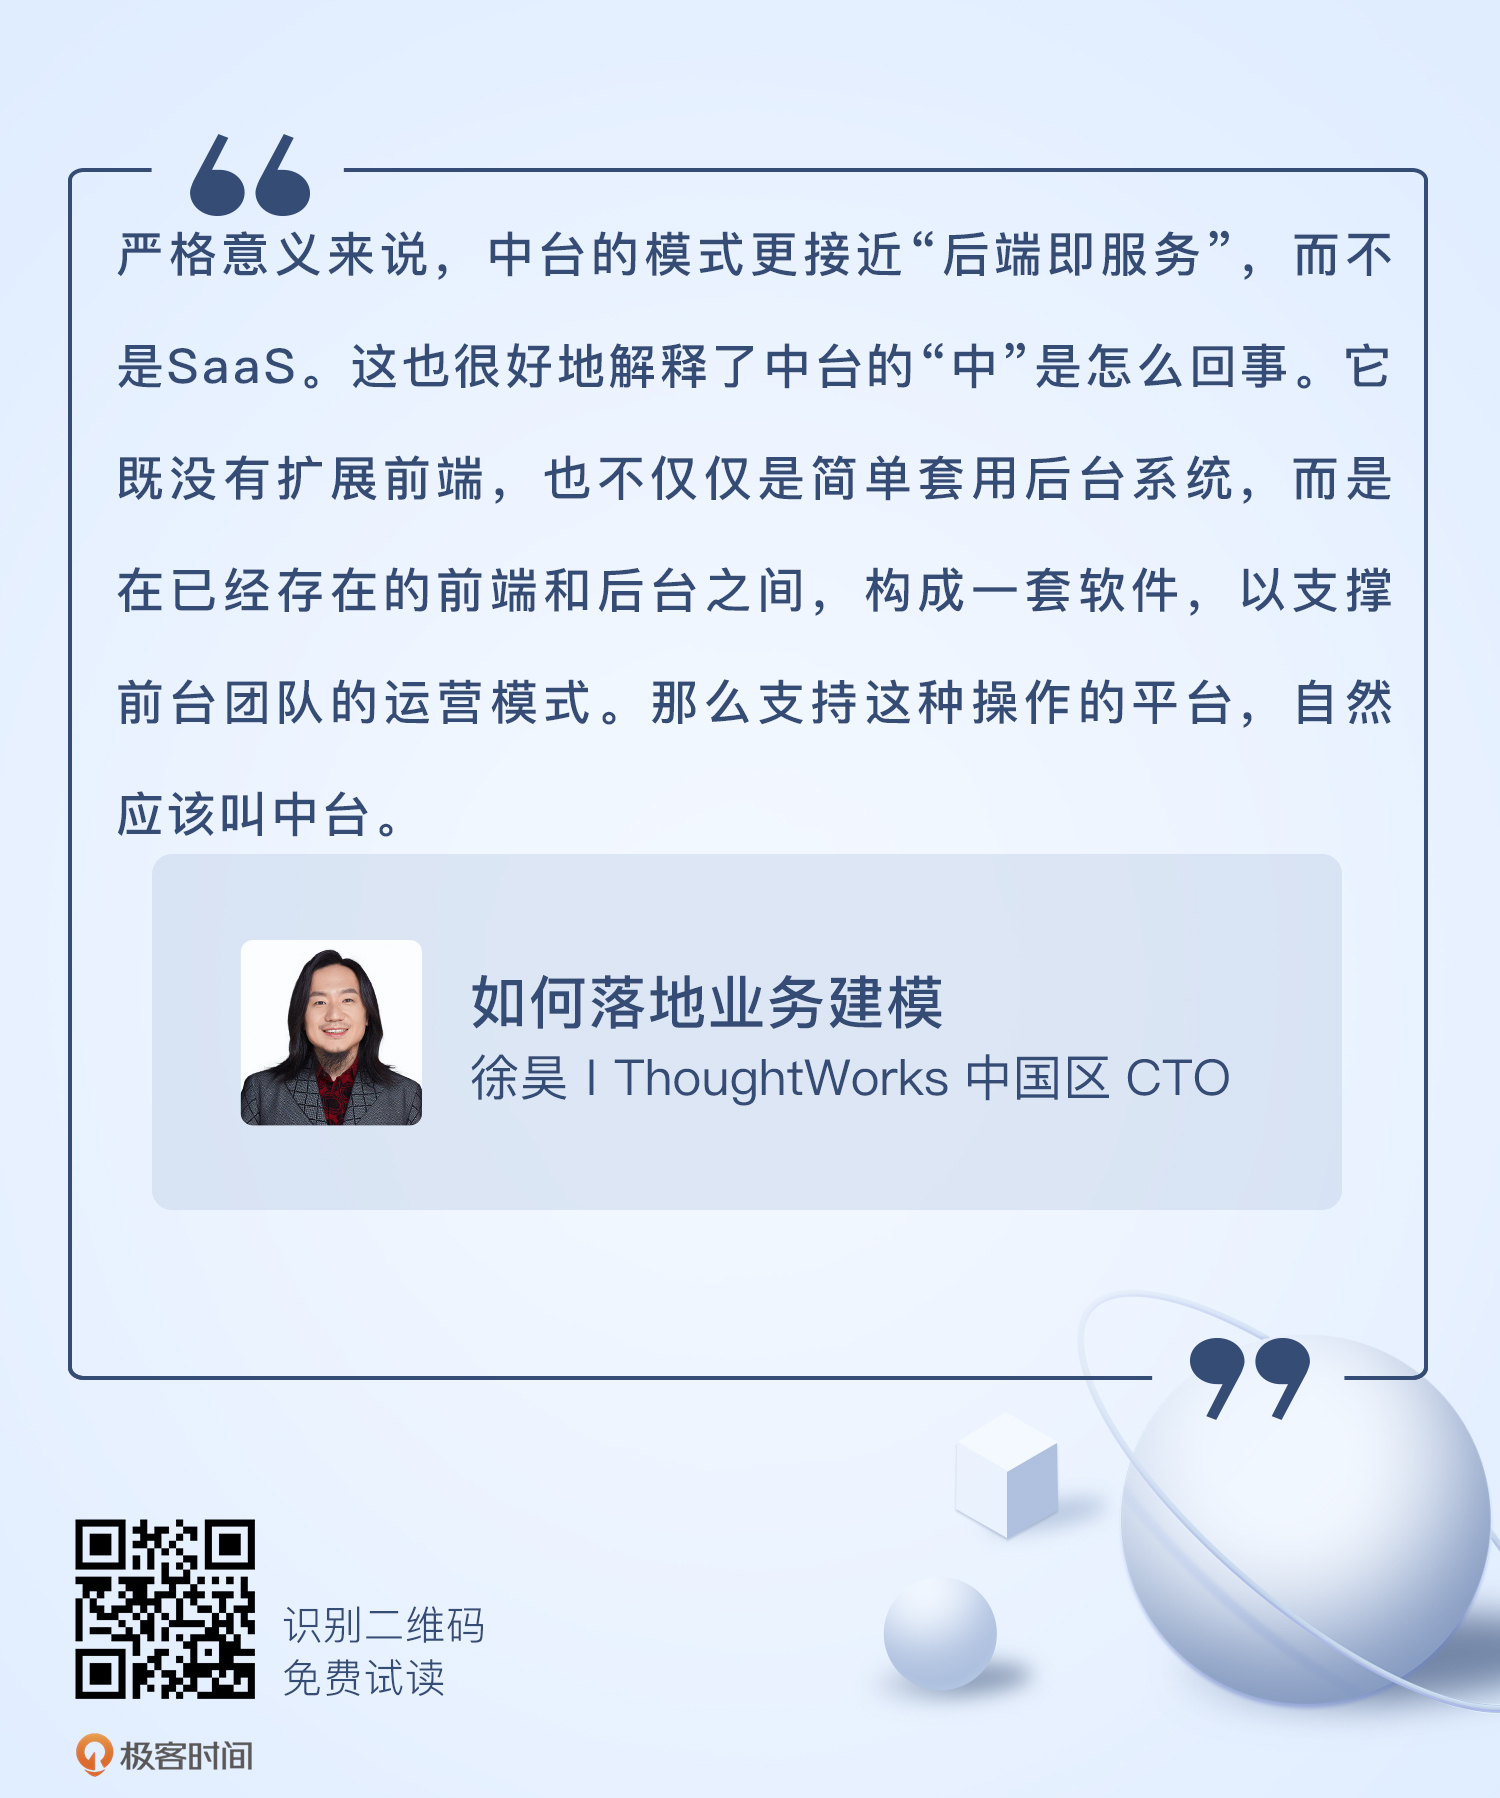 严格意义来说，中台的模式更接近“后端即服务”，而不
是SaaS。这也很好地解释了中台的“中”是怎么回事。它
既没有扩展前端，也不仅仅是简单套用后台系统，而是
在已经存在的前端和后台之间，构成一套软件，以支撑
前台团队的运营模式。那么支持这种操作的平台，自然
应该叫中台。
如何落地业务建模
徐昊 | ThoughtWorks 中国区 CTO
识别二维码
免费试读
极客时间